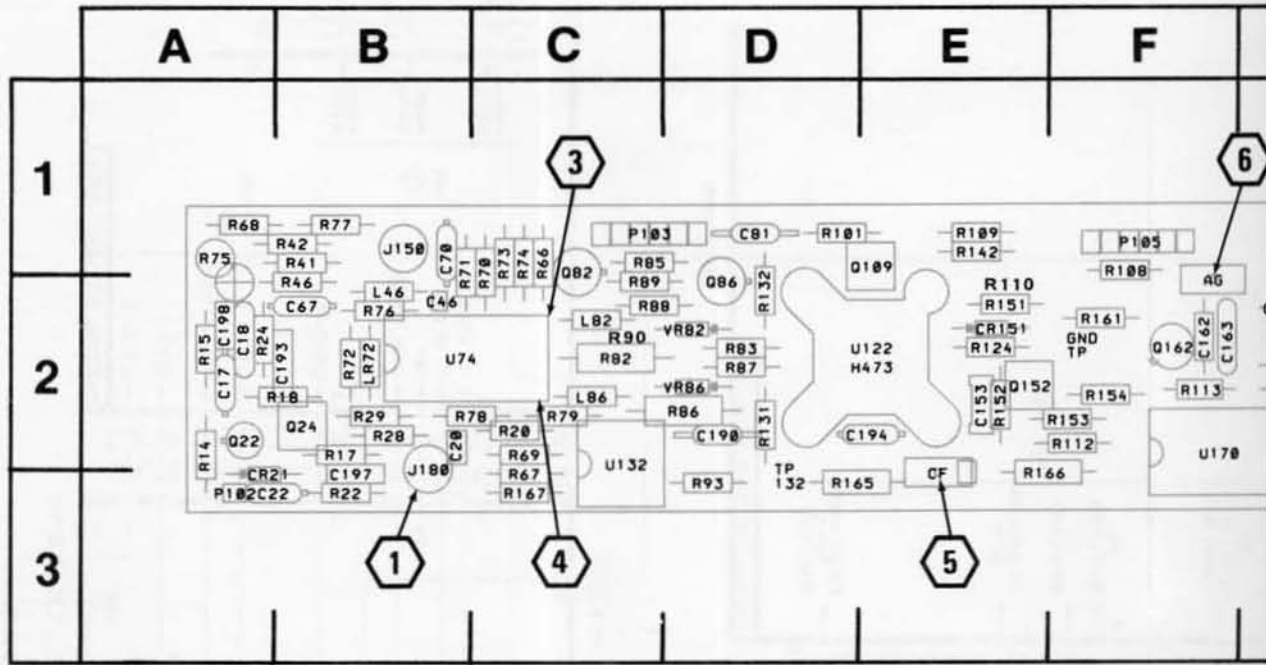 A B C D E F
1
3 6
R68 R77 P103 C81 R101 R109 P105
R42 J150 C70 R71 R70 R73 R74 R66 R142
R75 R41 Q82 R85 Q86 R132 Q109 R108
R46 L46 C46 R89 R110 AG
C67 R76 R88 R151
2
R15 C198 C18 R24 C193 L82 VR82 CR151 R161 C162 C163
R90 GND
R72 LR72 U74 R82 R83 U122 R124 TP Q162
C17 R87 H473
R18 L86 VR86 C153 R152 Q152 R154 R113
R29 R78 R79 R86 R131 R153
Q24 R28 C20 R20 C190 C194 R112
R14 Q22 R17 R69 U132 U170
CR21 C197 J180 R67 TP CF R166
P102 C22 R22 R167 R93 132 R165
3
1 4 5